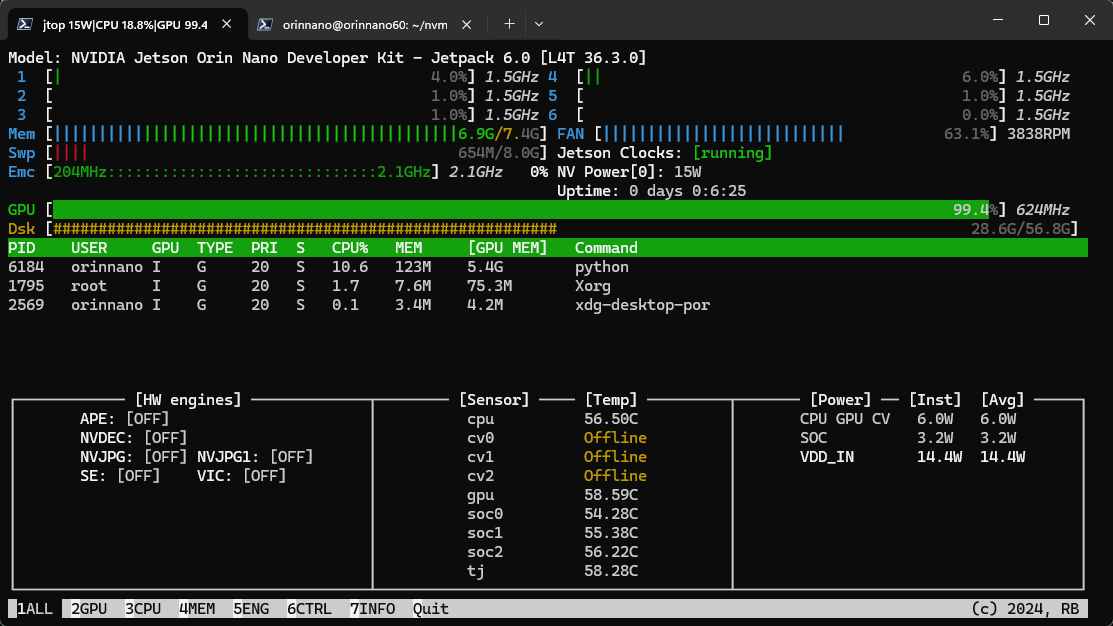 jtop 15W|CPU 18.8%|GPU 99.4
orinnano@orinnano60: ~/nvm
Model: NVIDIA Jetson Orin Nano Developer Kit - Jetpack 6.0 [L4T 36.3.0]
1 [| 4.0%] 1.5GHz 4 [|| 6.0%] 1.5GHz
2 [ 1.0%] 1.5GHz 5 [ 1.0%] 1.5GHz
3 [ 1.0%] 1.5GHz 6 [ 0.0%] 1.5GHz
Mem [|||||||||||||||||||||||||||||||||||||||||||||6.9G/7.4G] FAN [||||||||||||||||||||||||||| 63.1%] 3838RPM
Swp [|||| 654M/8.0G] Jetson Clocks: [running]
Emc [204MHz::::::::::::::::::::::::::::::2.1GHz] 2.1GHz 0% NV Power[0]: 15W
Uptime: 0 days 0:6:25
GPU [ 99.4%] 624MHz
Dsk [######################################################## 28.6G/56.8G]
PID USER GPU TYPE PRI S CPU% MEM [GPU MEM] Command
6184 orinnano I G 20 S 10.6 123M 5.4G python
1795 root I G 20 S 1.7 7.6M 75.3M Xorg
2569 orinnano I G 20 S 0.1 3.4M 4.2M xdg-desktop-por
[HW engines] [Sensor] [Temp] [Power] [Inst] [Avg]
APE: [OFF] cpu 56.50C CPU GPU CV 6.0W 6.0W
NVDEC: [OFF] cv0 Offline SOC 3.2W 3.2W
NVJPG: [OFF] NVJPG1: [OFF] cv1 Offline VDD_IN 14.4W 14.4W
SE: [OFF] VIC: [OFF] cv2 Offline
gpu 58.59C
soc0 54.28C
soc1 55.38C
soc2 56.22C
tj 58.28C
1ALL 2GPU 3CPU 4MEM 5ENG 6CTRL 7INFO Quit (c) 2024, RB